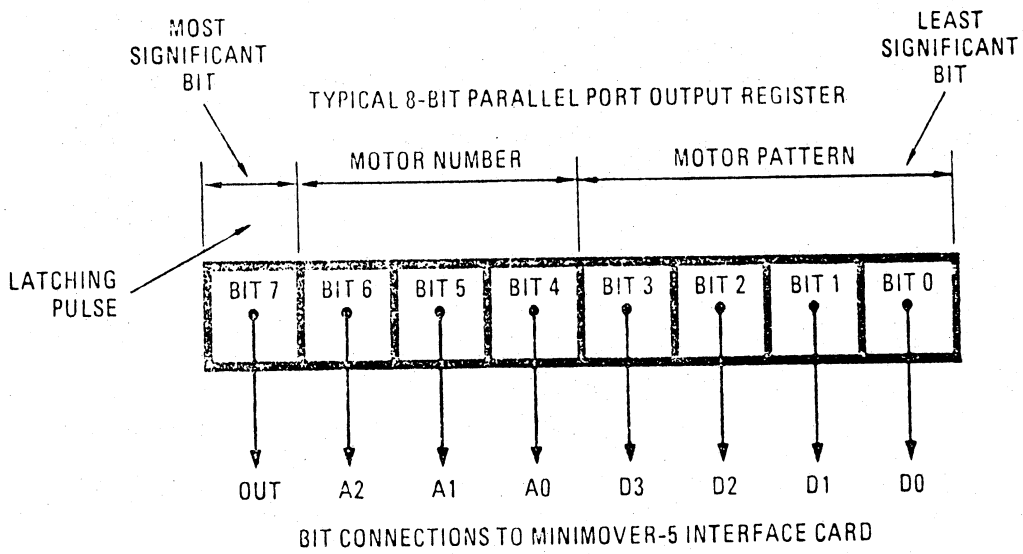 MOST
SIGNIFICANT
BIT
LEAST
SIGNIFICANT
BIT
TYPICAL 8-BIT PARALLEL PORT OUTPUT REGISTER
MOTOR NUMBER
MOTOR PATTERN
LATCHING
PULSE
BIT 7 BIT 6 BIT 5 BIT 4 BIT 3 BIT 2 BIT 1 BIT 0
OUT A2 A1 A0 D3 D2 D1 D0
BIT CONNECTIONS TO MINIMOVER-5 INTERFACE CARD